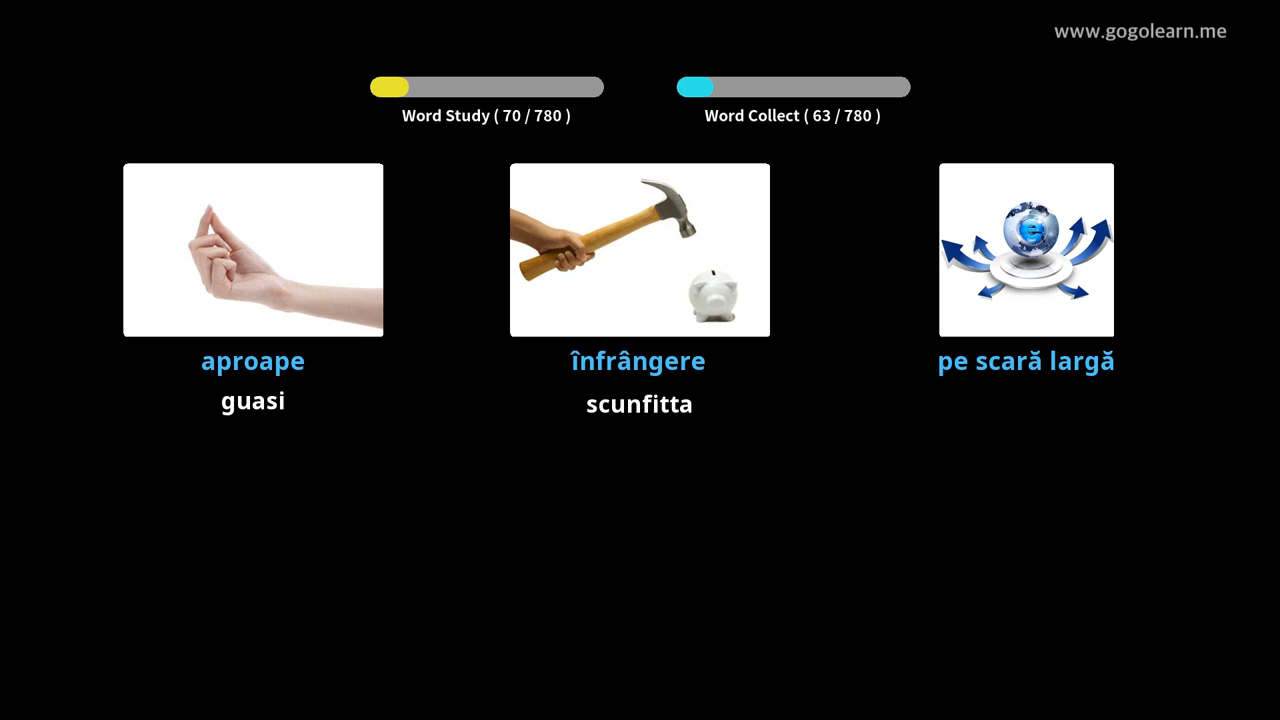 www.gogolearn.me
Word Study ( 70 / 780 )
Word Collect ( 63 / 780 )
e
aproape
înfrângere
pe scară largă
guasi
scunfitta